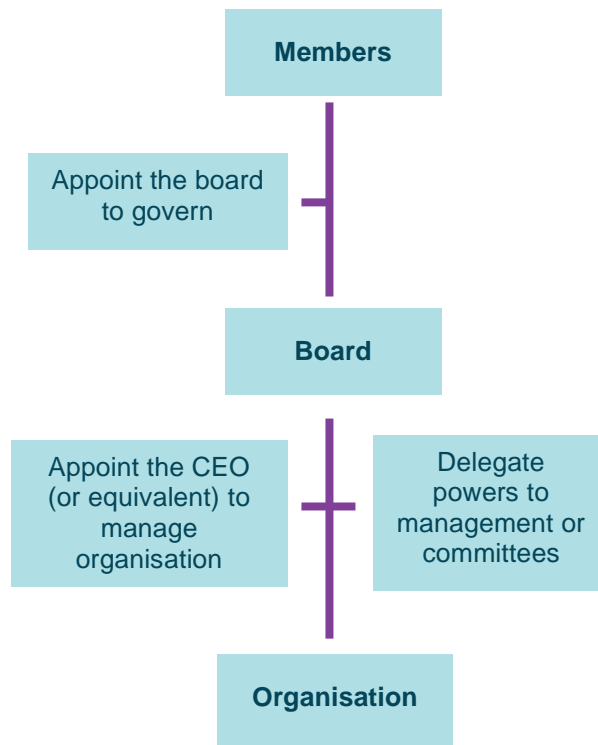 Members
Appoint the board
to govern
Board
Appoint the CEO
(or equivalent) to
manage
organisation
Delegate
powers to
management or
committees
Organisation